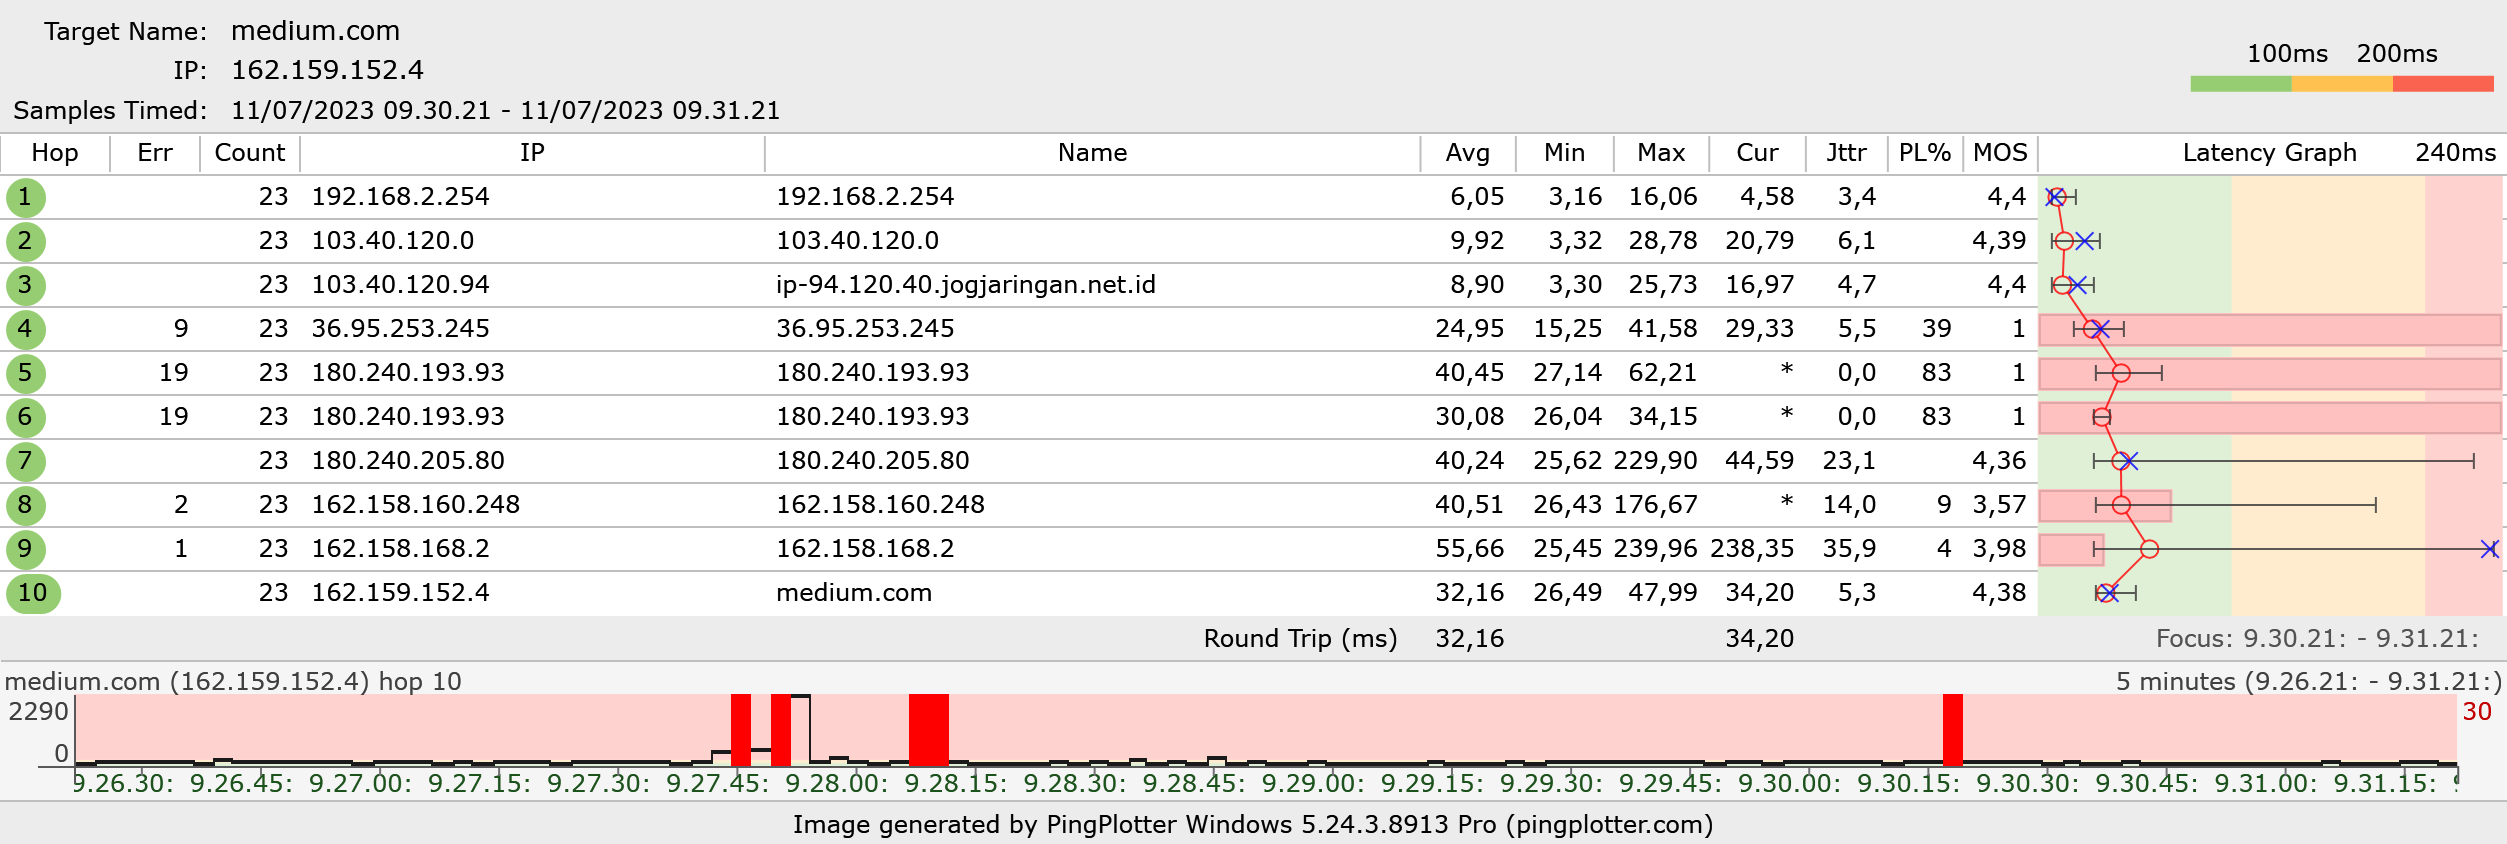 Target Name: medium.com
IP: 162.159.152.4
Samples Timed: 11/07/2023 09.30.21 - 11/07/2023 09.31.21
100ms 200ms
Hop Err Count IP Name Avg Min Max Cur Jttr PL% MOS Latency Graph 240ms
1 23 192.168.2.254 192.168.2.254 6,05 3,16 16,06 4,58 3,4 4,4
2 23 103.40.120.0 103.40.120.0 9,92 3,32 28,78 20,79 6,1 4,39
3 23 103.40.120.94 ip-94.120.40.jogjaringan.net.id 8,90 3,30 25,73 16,97 4,7 4,4
4 9 23 36.95.253.245 36.95.253.245 24,95 15,25 41,58 29,33 5,5 39 1
5 19 23 180.240.193.93 180.240.193.93 40,45 27,14 62,21 * 0,0 83 1
6 19 23 180.240.193.93 180.240.193.93 30,08 26,04 34,15 * 0,0 83 1
7 23 180.240.205.80 180.240.205.80 40,24 25,62 229,90 44,59 23,1 4,36
8 2 23 162.158.160.248 162.158.160.248 40,51 26,43 176,67 * 14,0 9 3,57
9 1 23 162.158.168.2 162.158.168.2 55,66 25,45 239,96 238,35 35,9 4 3,98
10 23 162.159.152.4 medium.com 32,16 26,49 47,99 34,20 5,3 4,38
Round Trip (ms) 32,16 34,20 Focus: 9.30.21: - 9.31.21:
medium.com (162.159.152.4) hop 10 5 minutes (9.26.21: - 9.31.21:)
2290 30
0
9.26.30: 9.26.45: 9.27.00: 9.27.15: 9.27.30: 9.27.45: 9.28.00: 9.28.15: 9.28.30: 9.28.45: 9.29.00: 9.29.15: 9.29.30: 9.29.45: 9.30.00: 9.30.15: 9.30.30: 9.30.45: 9.31.00: 9.31.15:
Image generated by PingPlotter Windows 5.24.3.8913 Pro (pingplotter.com)